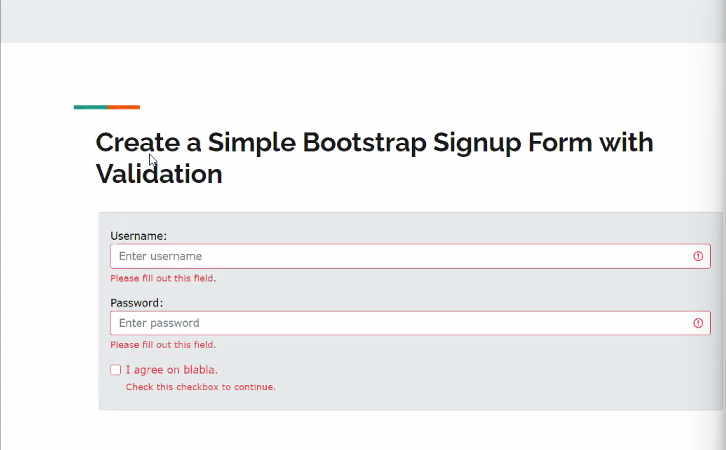 Create a Simple Bootstrap Signup Form with
Validation
Username:
Enter username
Please fill out this field.
Password:
Enter password
Please fill out this field.
I agree on blabla.
Check this checkbox to continue.